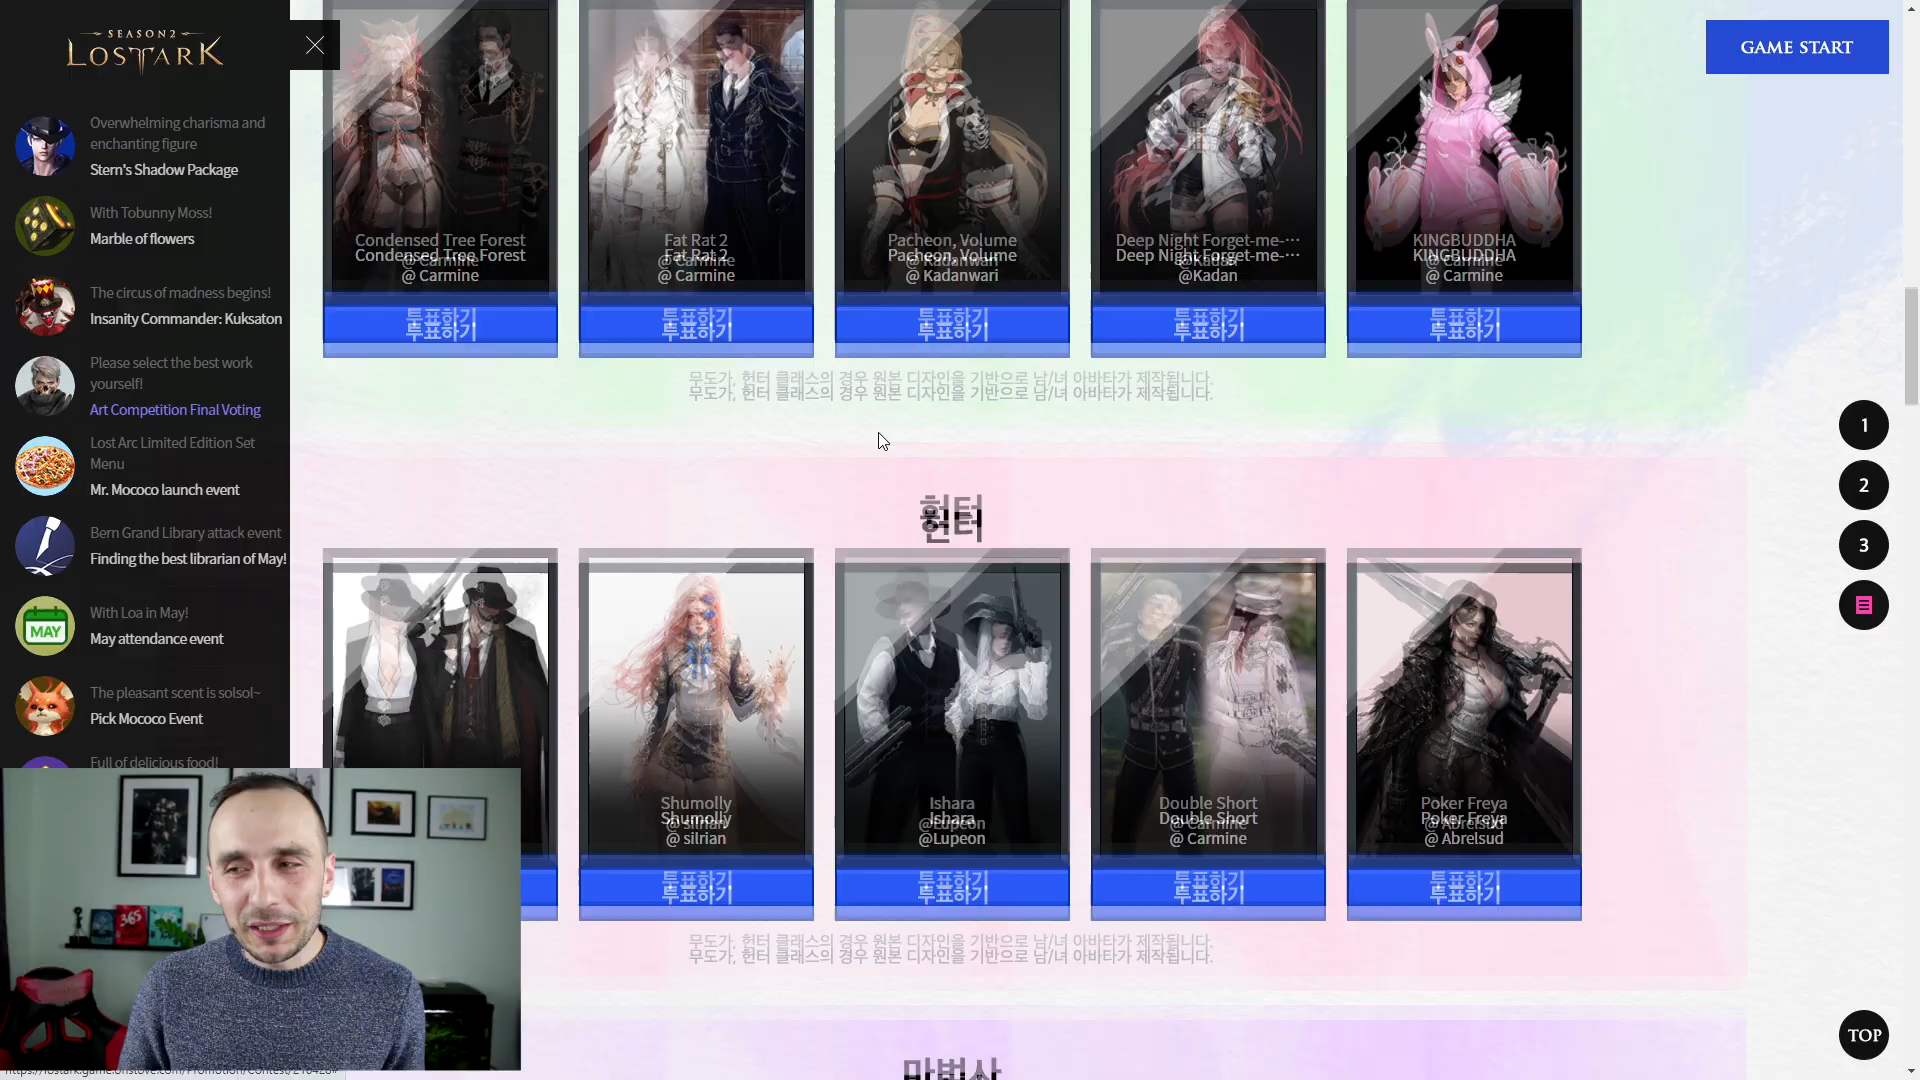 SEASON 2
LOST ARK
Overwhelming charisma and
enchanting figure
Stern's Shadow Package
With Tobunny Moss!
Marble of flowers
The circus of madness begins!
Insanity Commander: Kuksaton
Please select the best work
yourself!
Art Competition Final Voting
Lost Arc Limited Edition Set
Menu
Mr. Mococo launch event
Bern Grand Library attack event
Finding the best librarian of May!
MAY
With Loa in May!
May attendance event
The pleasant scent is solsol~
Pick Mococo Event
Full of delicious food!
365
GAME START
Condensed Tree Forest
@ Carmine
투표하기
Fat Rat 2
@ Carmine
투표하기
Pacheon, Volume
@ Kadanwari
투표하기
Deep Night Forget-me-···
@Kadan
투표하기
KINGBUDDHA
@ Carmine
투표하기
무도가, 헌터 클래스의 경우 원본 디자인을 기반으로 남/녀 아바타가 제작됩니다.
헌터
Shumolly
@ silrian
투표하기
Ishara
@Lupeon
투표하기
Double Short
@ Carmine
투표하기
Poker Freya
@ Abrelsud
투표하기
무도가, 헌터 클래스의 경우 원본 디자인을 기반으로 남/녀 아바타가 제작됩니다.
마법사
1
2
3
TOP